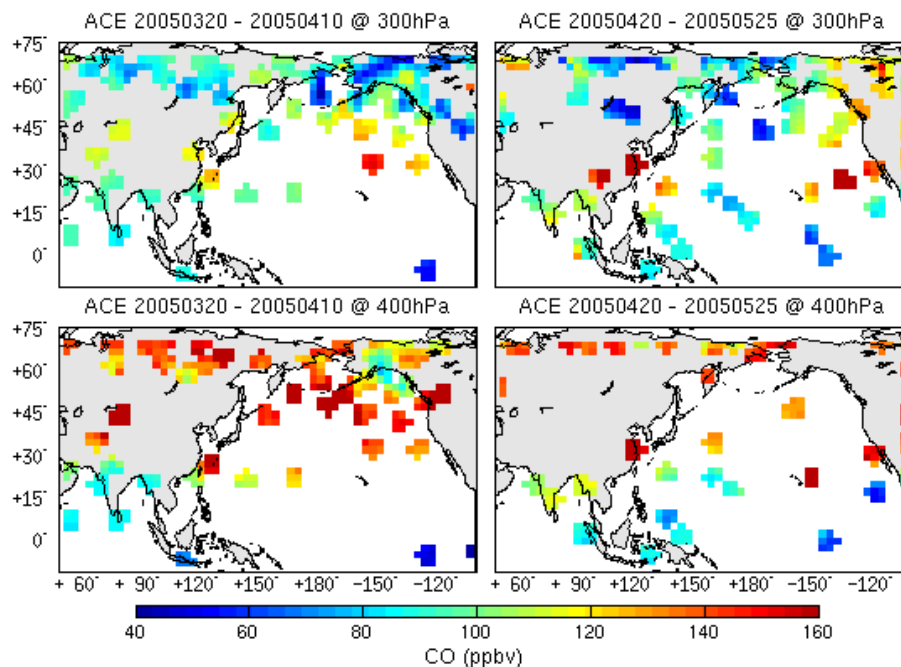 ACE 20050320 - 20050410 @ 300hPa
ACE 20050420 - 20050525 @ 300hPa
+75°
+60°
+45°
+30°
+15°
0°
ACE 20050320 - 20050410 @ 400hPa
ACE 20050420 - 20050525 @ 400hPa
+75°
+60°
+45°
+30°
+15°
0°
+ 60° + 90° +150° +180° -150° -120°
+ 60° + 90° +150° +180° -150° -120°
40 60 80 100 120 140 160
CO (ppbv)